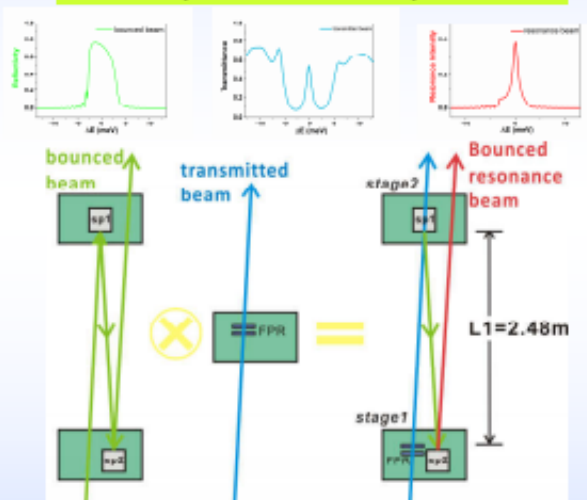 bounced beam
transmitted beam
resonance beam
Reflectivity
Transmittance
Resonance Intensity
ΔE (meV)
ΔE (meV)
ΔE (meV)
bounced
beam
transmitted
beam
stage2
Bounced
resonance
beam
sp1
sp1
FPR
L1=2.48m
stage1
FPR
sp2
sp2